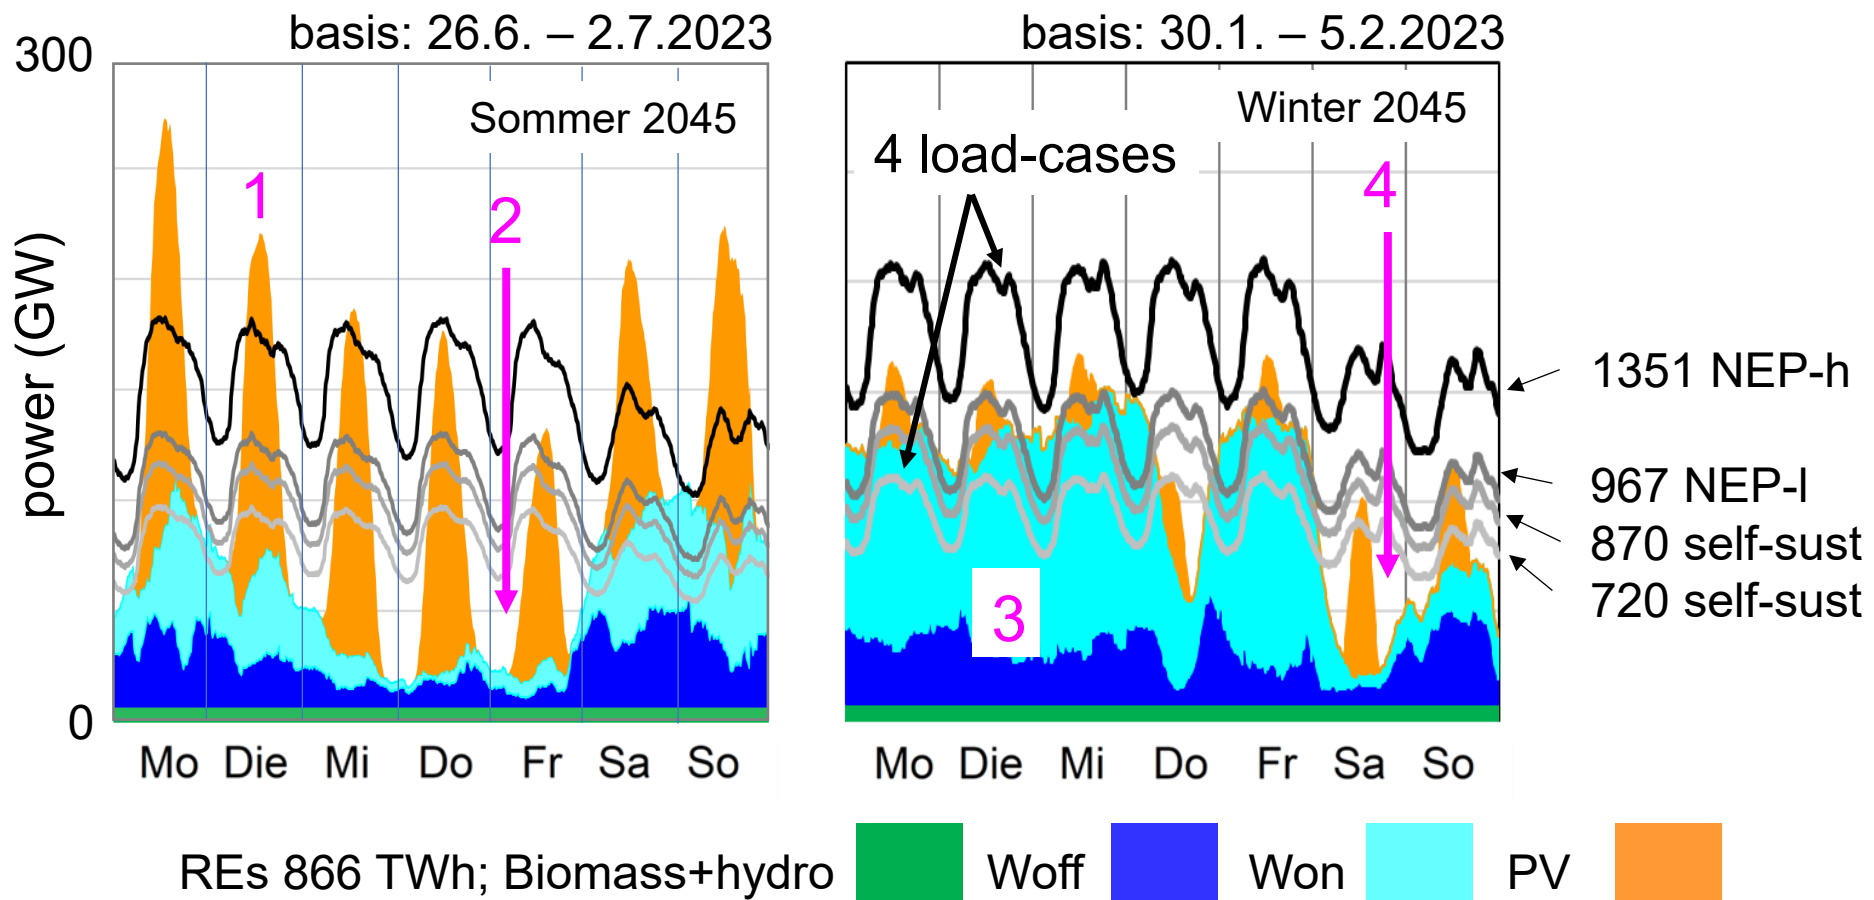 basis: 26.6. – 2.7.2023
basis: 30.1. – 5.2.2023
300
Sommer 2045
Winter 2045
4 load-cases
1
2
4
power (GW)
1351 NEP-h
967 NEP-l
870 self-sust
720 self-sust
3
0
Mo Die Mi Do Fr Sa So
Mo Die Mi Do Fr Sa So
REs 866 TWh; Biomass+hydro Woff Won PV